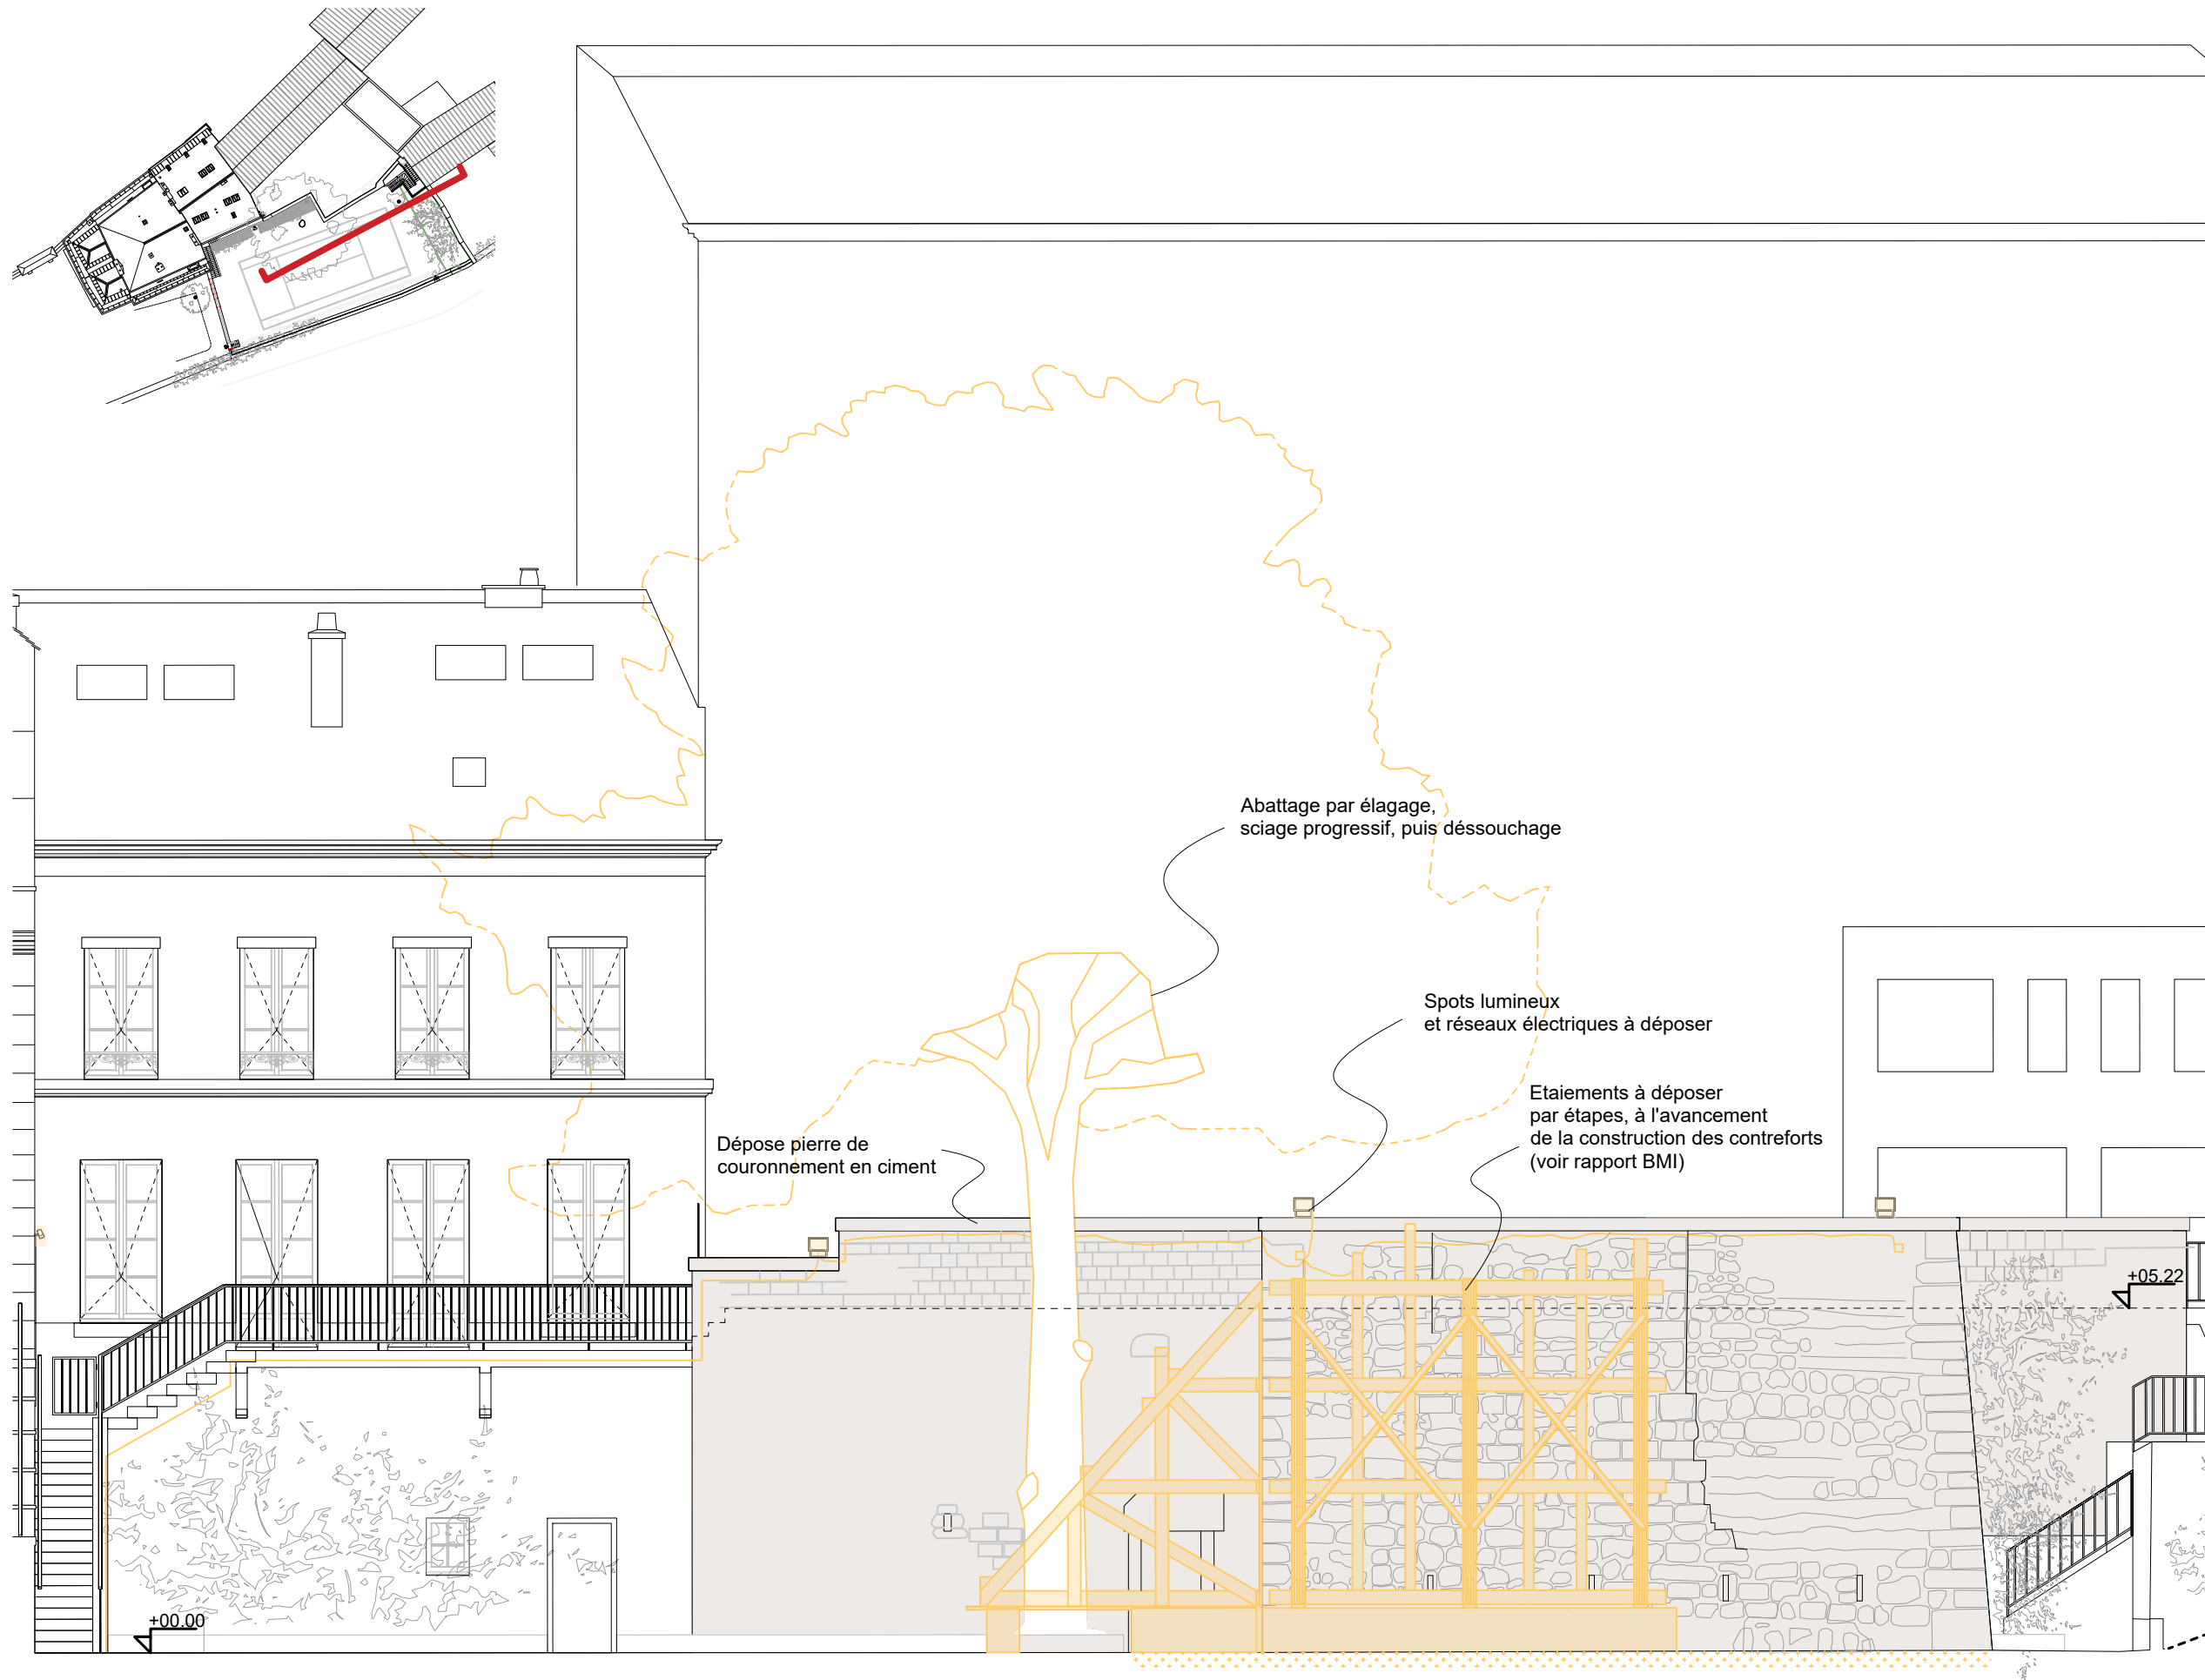 Abattage par élagage,
sciage progressif, puis déssouchage
Spots lumineux
et réseaux électriques à déposer
Etaiements à déposer
par étapes, à l'avancement
de la construction des contreforts
(voir rapport BMI)
Dépose pierre de
couronnement en ciment
+05.22
+00.00